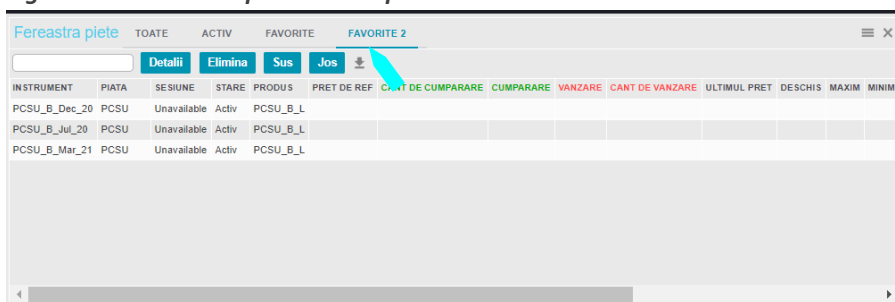 Fereastra piete TOATE ACTIV FAVORITE FAVORITE 2
Detalii Elimina Sus Jos
INSTRUMENT PIATA SESIUNE STARE PRODUS PRET DE REF CANT DE CUMPARARE CUMPARARE VANZARE CANT DE VANZARE ULTIMUL PRET DESCHIS MAXIM MINIM
PCSU_B_Dec_20 PCSU Unavailable Activ PCSU_B_L
PCSU_B_Jul_20 PCSU Unavailable Activ PCSU_B_L
PCSU_B_Mar_21 PCSU Unavailable Activ PCSU_B_L